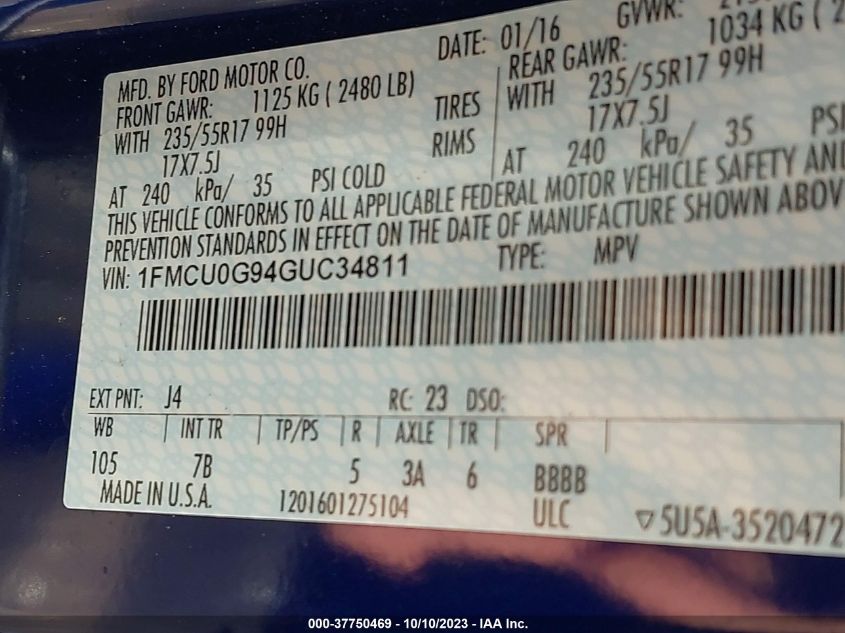 DATE: 01/16 GVWR:
MFD. BY FORD MOTOR CO.
FRONT GAWR: 1125 KG ( 2480 LB) REAR GAWR: 1034 KG ( 2
WITH 235/55R17 99H TIRES WITH 235/55R17 99H
17X7.5J RIMS 17X7.5J
AT 240 kPa/ 35 PSI COLD AT 240 kPa/ 35 PSI
THIS VEHICLE CONFORMS TO ALL APPLICABLE FEDERAL MOTOR VEHICLE SAFETY AND
PREVENTION STANDARDS IN EFFECT ON THE DATE OF MANUFACTURE SHOWN ABOV
VIN: 1FMCU0G94GUC34811 TYPE: MPV
EXT PNT: J4 RC: 23 DSO:
WB INT TR TP/PS R AXLE TR SPR
105 7B 5 3A 6 BBBB
MADE IN U.S.A. 1201601275104 ULC ▽5U5A-3520472
000-37750469 - 10/10/2023 - IAA Inc.